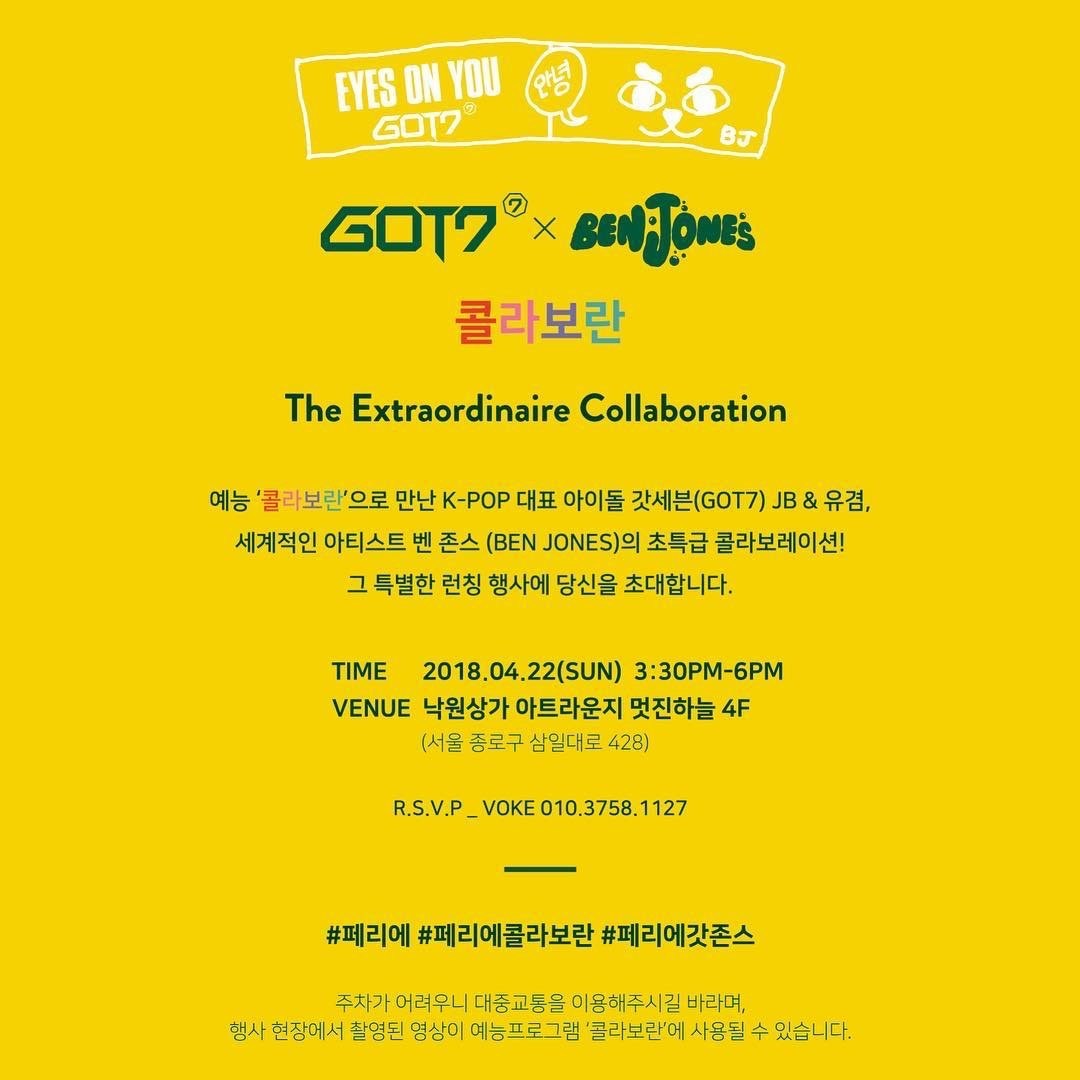 EYES ON YOU
GOT7 7
안녕
BJ
GOT7 7 × BEN JONES
콜라보란
The Extraordinaire Collaboration
예능 ‘콜라보란’으로 만난 K-POP 대표 아이돌 갓세븐(GOT7) JB & 유겸,
세계적인 아티스트 벤 존스 (BEN JONES)의 초특급 콜라보레이션!
그 특별한 런칭 행사에 당신을 초대합니다.
TIME 2018.04.22(SUN) 3:30PM-6PM
VENUE 낙원상가 아트라운지 멋진하늘 4F
(서울 종로구 삼일대로 428)
R.S.V.P _ VOKE 010.3758.1127
#페리에 #페리에콜라보란 #페리에갓존스
주차가 어려우니 대중교통을 이용해주시길 바라며,
행사 현장에서 촬영된 영상이 예능프로그램 ‘콜라보란’에 사용될 수 있습니다.